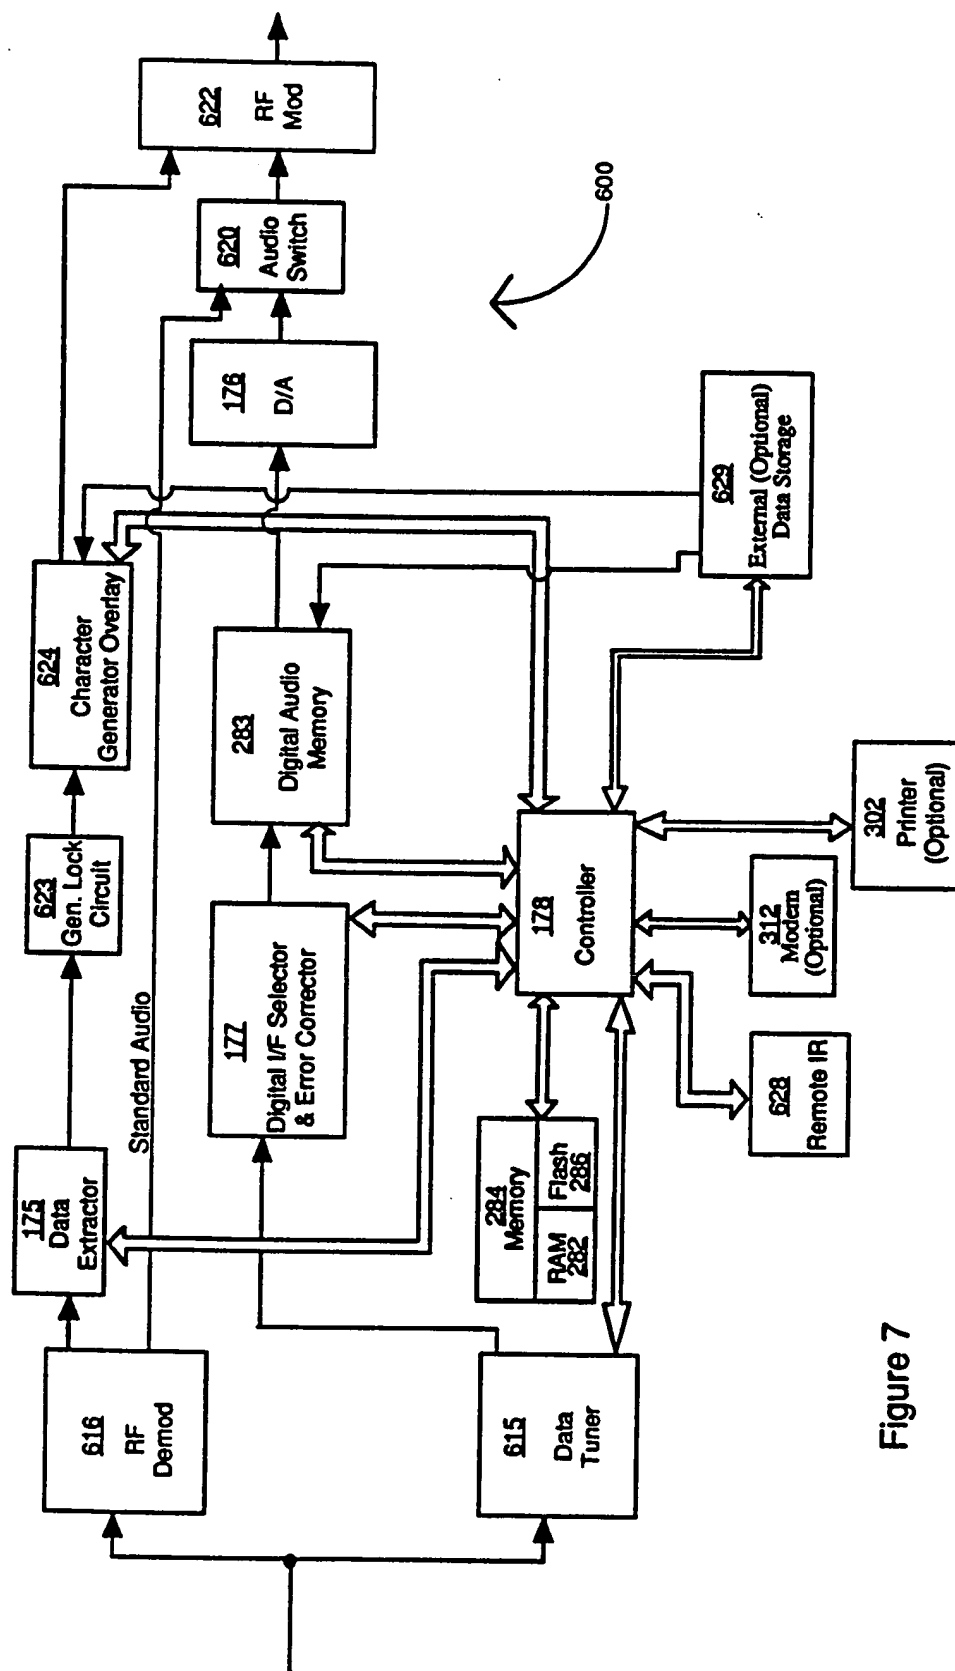 616
RF
Demod
175
Data
Extractor
623
Gen. Lock
Circuit
624
Character
Generator Overlay
Standard Audio
622
RF
Mod
620
Audio
Switch
176
D/A
283
Digital Audio
Memory
177
Digital I/F Selector
& Error Corrector
600
615
Data
Tuner
284
Memory
RAM
282
Flash
286
178
Controller
629
External (Optional)
Data Storage
628
Remote IR
312
Modem
(Optional)
302
Printer
(Optional)
Figure 7